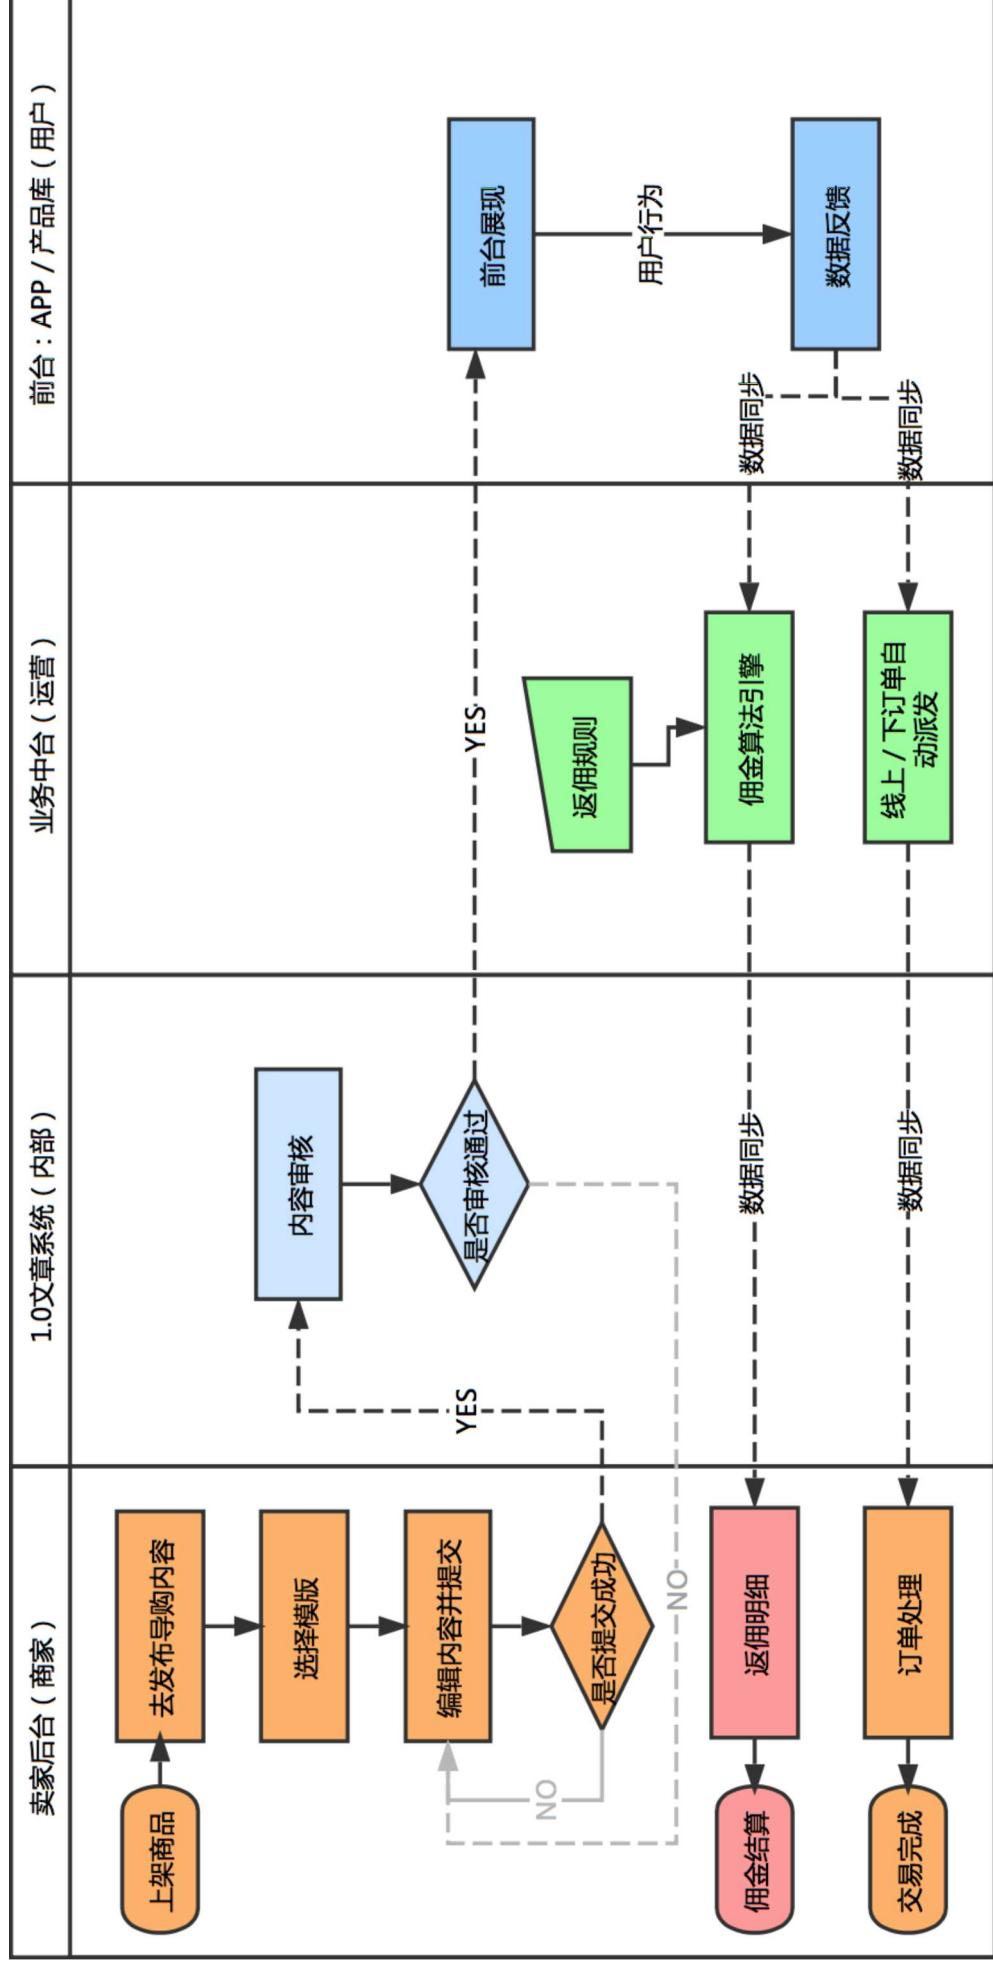 卖家后台（商家）
1.0文章系统（内部）
业务中台（运营）
前台：APP / 产品库（用户）
上架商品
去发布导购内容
选择模版
编辑内容并提交
是否提交成功
NO
YES
内容审核
是否审核通过
NO
YES
前台展现
用户行为
数据反馈
数据同步
数据同步
返佣规则
佣金算法引擎
线上 / 下订单自
动派发
数据同步
数据同步
返佣明细
佣金结算
订单处理
交易完成